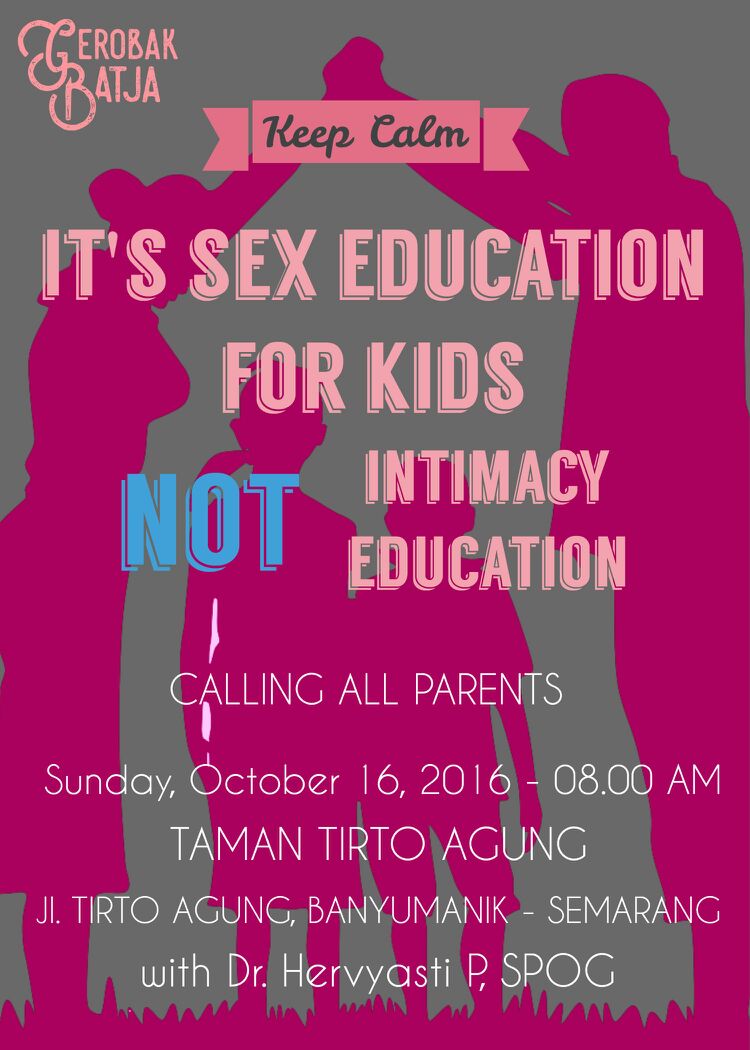 GEROBAK
BATJA
Keep Calm
IT'S SEX EDUCATION
FOR KIDS
NOT
INTIMACY
EDUCATION
CALLING ALL PARENTS
Sunday, October 16, 2016 - 08.00 AM
TAMAN TIRTO AGUNG
Jl. TIRTO AGUNG, BANYUMANIK - SEMARANG
with Dr. Hervyasti P, SPOG